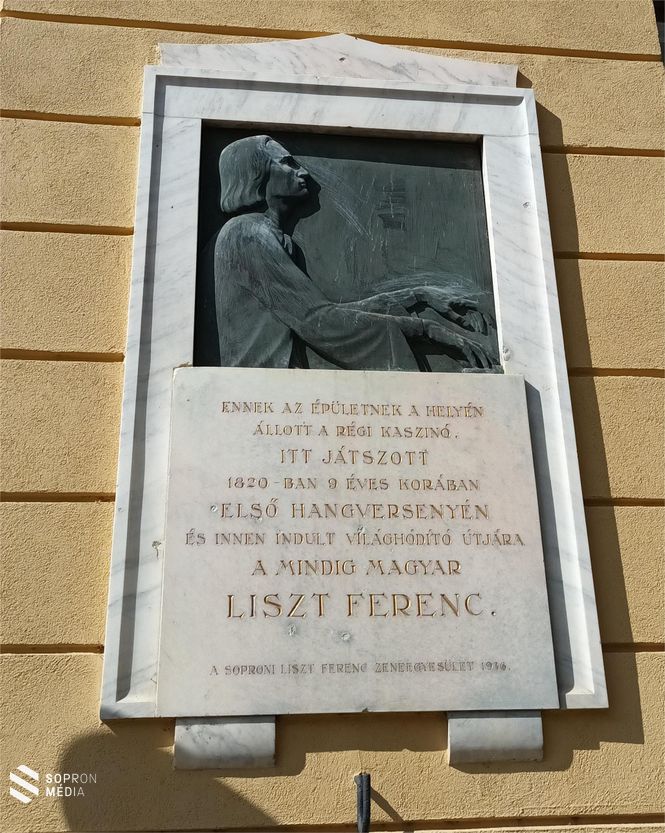 ENNEK AZ ÉPÜLETNEK A HELYÉN
ÁLLOTT A RÉGI KASZINÓ.
ITT JÁTSZOTT
1820-BAN 9 ÉVES KORÁBAN
ELSŐ HANGVERSENYÉN
ÉS INNEN INDULT VILÁGHÓDÍTÓ ÚTJÁRA
A MINDIG MAGYAR
LISZT FERENC.
A SOPRONI LISZT FERENC ZENEEGYESÜLET 1936.
SOPRON
MÉDIA